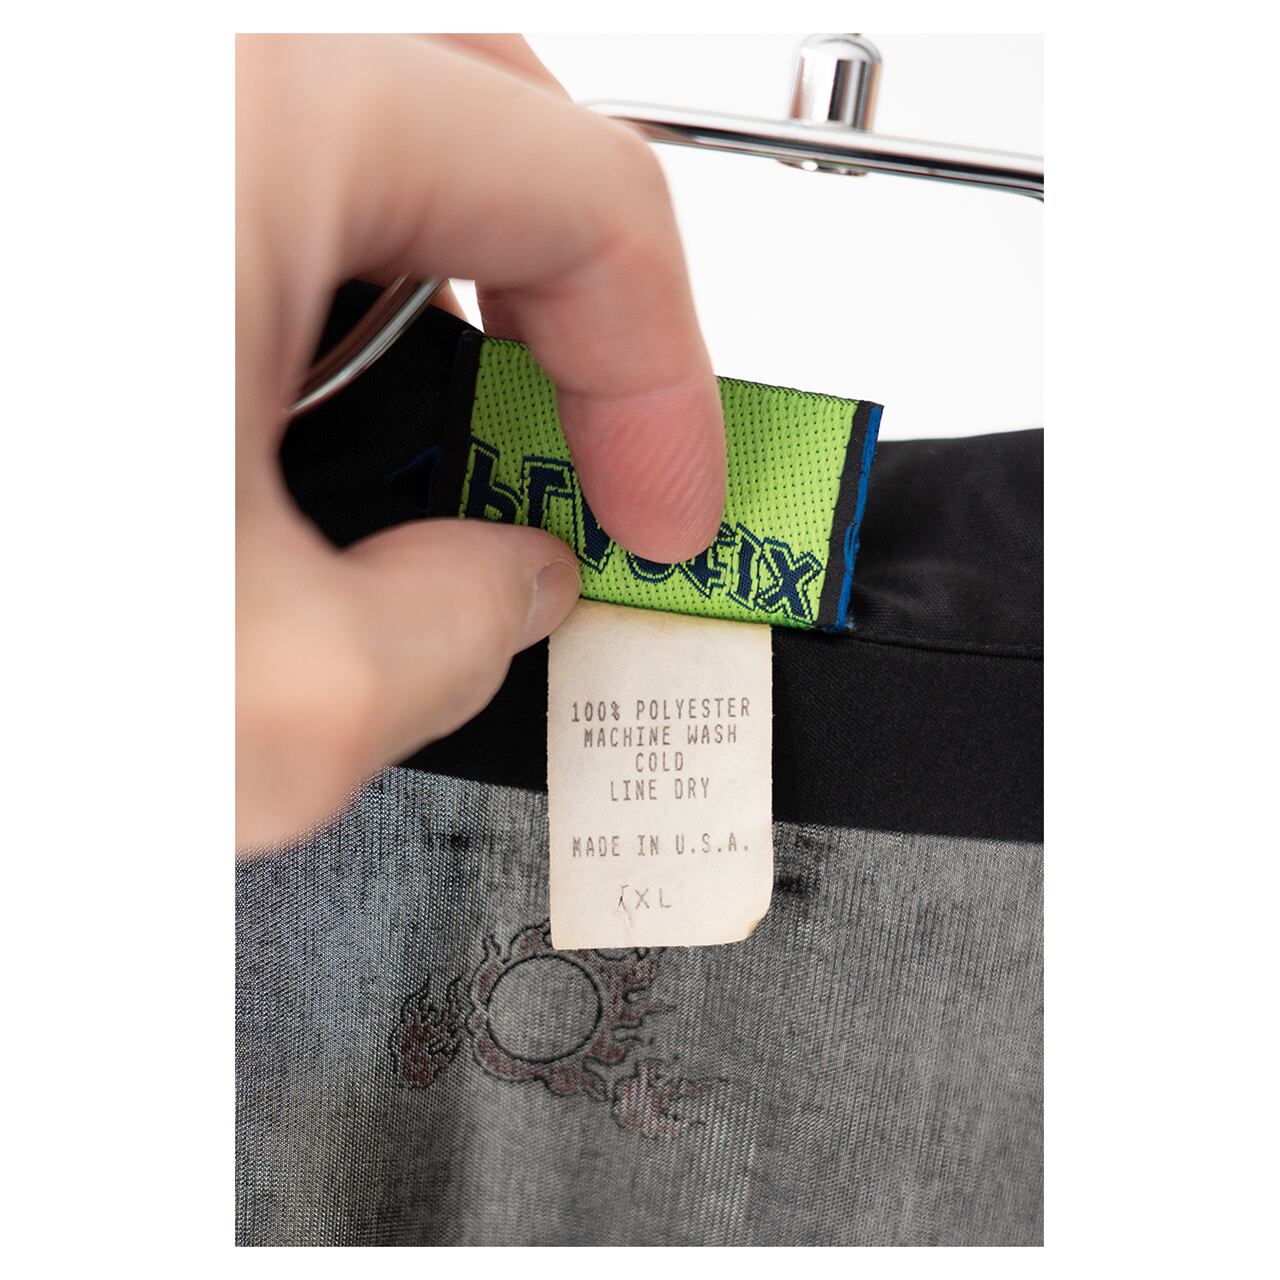 100% POLYESTER
MACHINE WASH
COLD
LINE DRY
MADE IN U.S.A.
XL